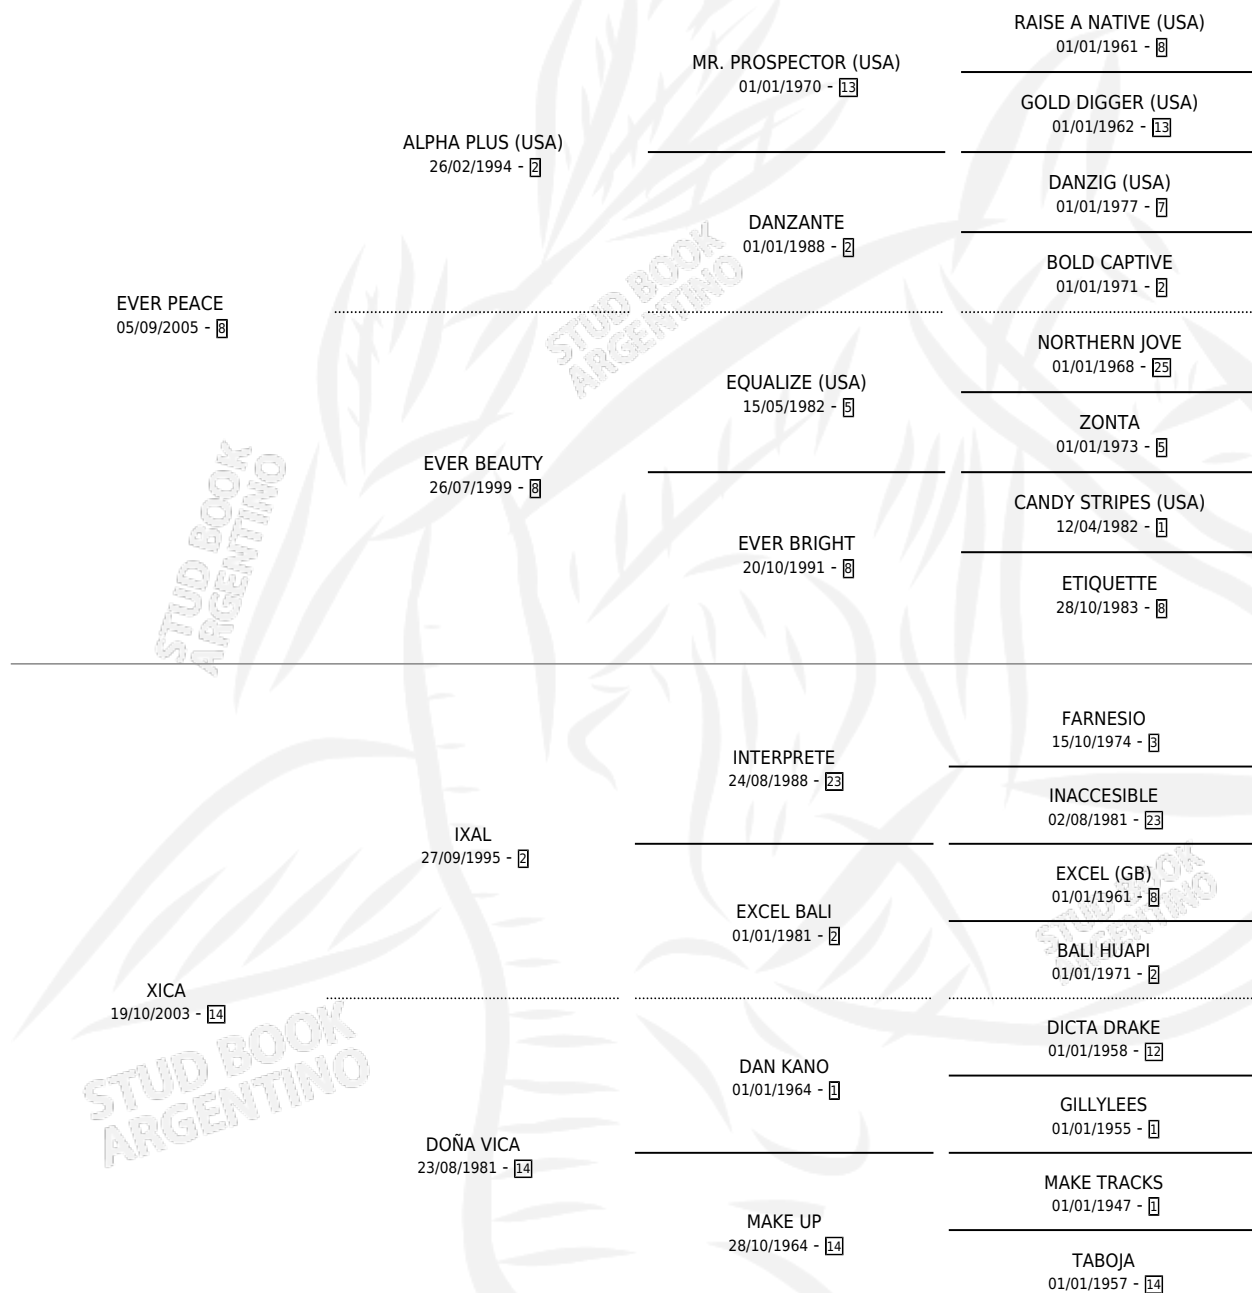 RAISE A NATIVE (USA)
01/01/1961 - 8
MR. PROSPECTOR (USA)
01/01/1970 - 13
GOLD DIGGER (USA)
01/01/1962 - 13
ALPHA PLUS (USA)
26/02/1994 - 2
DANZIG (USA)
01/01/1977 - 7
DANZANTE
01/01/1988 - 2
BOLD CAPTIVE
01/01/1971 - 2
EVER PEACE
05/09/2005 - 8
NORTHERN JOVE
01/01/1968 - 25
EQUALIZE (USA)
15/05/1982 - 5
ZONTA
01/01/1973 - 5
EVER BEAUTY
26/07/1999 - 8
CANDY STRIPES (USA)
12/04/1982 - 1
EVER BRIGHT
20/10/1991 - 8
ETIQUETTE
28/10/1983 - 8
FARNESIO
15/10/1974 - 3
INTERPRETE
24/08/1988 - 23
INACCESIBLE
02/08/1981 - 23
IXAL
27/09/1995 - 2
EXCEL (GB)
01/01/1961 - 8
EXCEL BALI
01/01/1981 - 2
BALI HUAPI
01/01/1971 - 2
XICA
19/10/2003 - 14
DICTA DRAKE
01/01/1958 - 12
DAN KANO
01/01/1964 - 1
GILLYLEES
01/01/1955 - 1
DOÑA VICA
23/08/1981 - 14
MAKE TRACKS
01/01/1947 - 1
MAKE UP
28/10/1964 - 14
TABOJA
01/01/1957 - 14
STUD BOOK
ARGENTINO
STUD BOOK
ARGENTINO
STUD BOOK
ARGENTINO
STUD BOOK
ARGENTINO